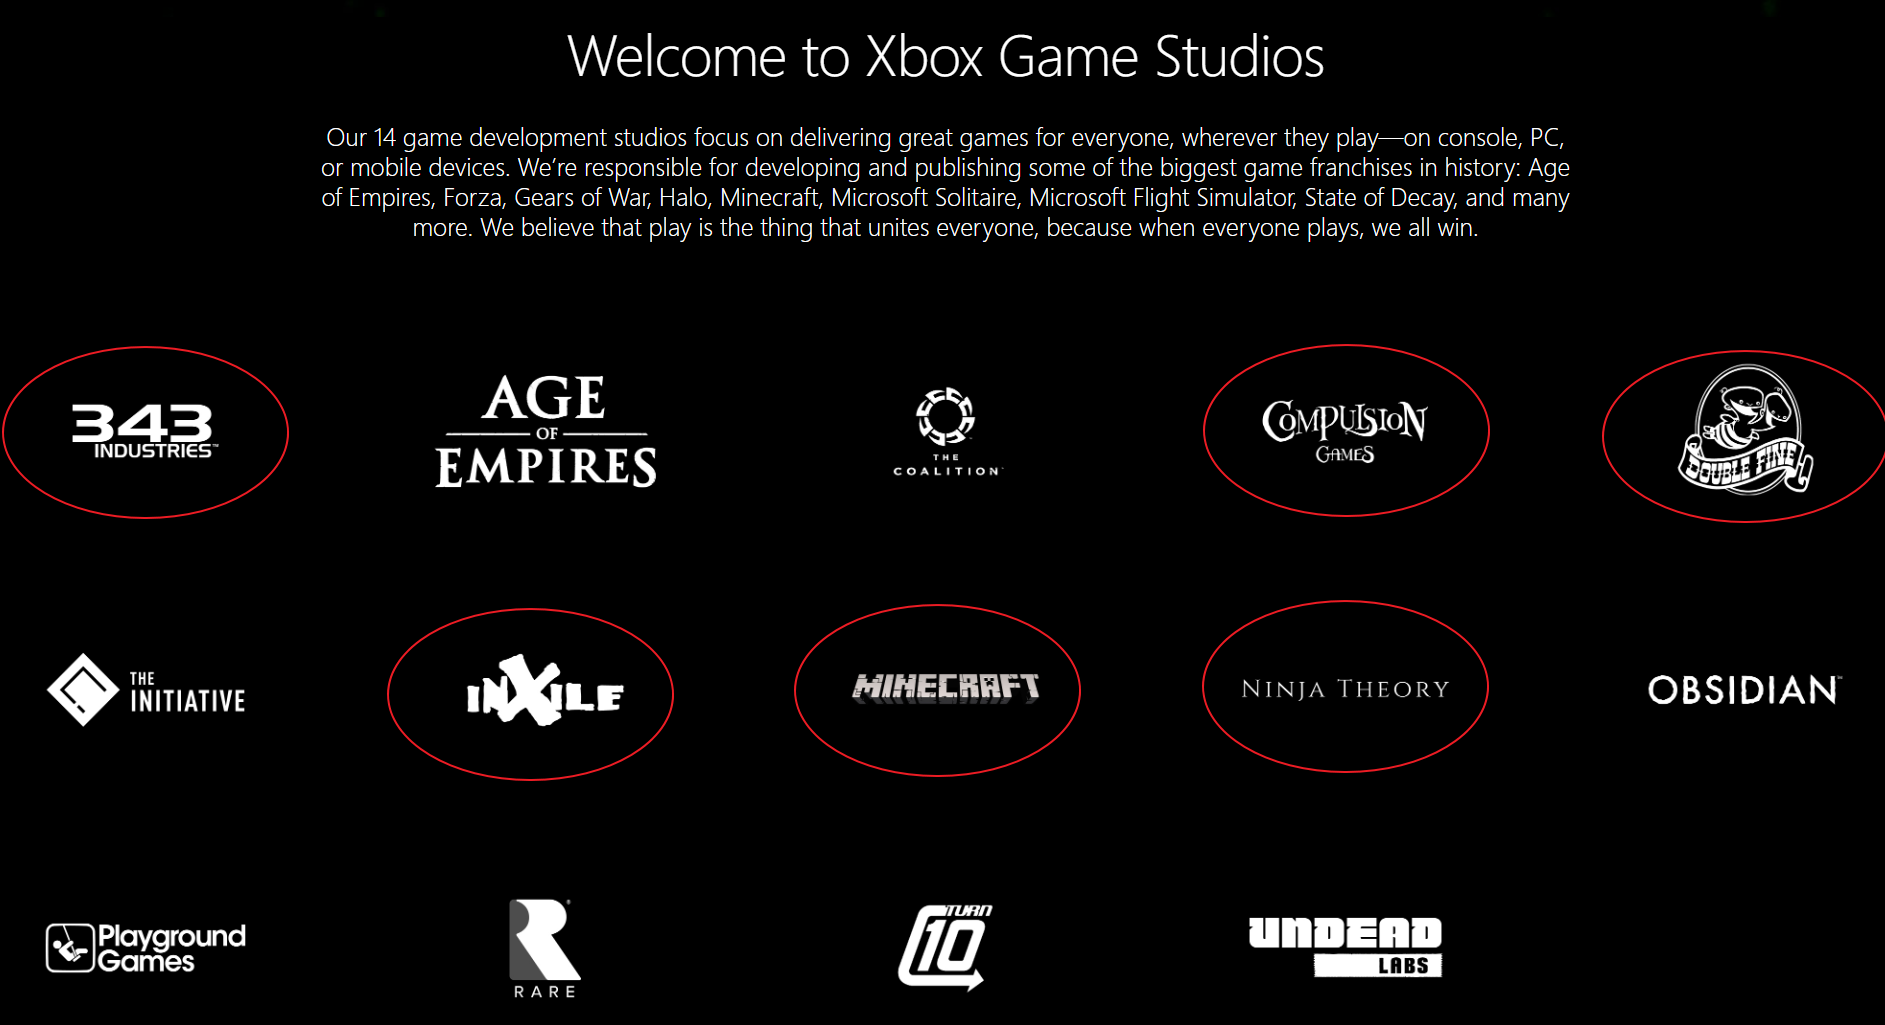 Welcome to Xbox Game Studios
Our 14 game development studios focus on delivering great games for everyone, wherever they play—on console, PC,
or mobile devices. We’re responsible for developing and publishing some of the biggest game franchises in history: Age
of Empires, Forza, Gears of War, Halo, Minecraft, Microsoft Solitaire, Microsoft Flight Simulator, State of Decay, and many
more. We believe that play is the thing that unites everyone, because when everyone plays, we all win.
343
INDUSTRIES™
AGE
OF
EMPIRES
THE
COALITION
COMPULSION
GAMES
DOUBLE FINE
THE
INITIATIVE
INXILE
MINECRAFT
NINJA THEORY
OBSIDIAN
Playground
Games
RARE
TURN
10
UNDEAD
LABS